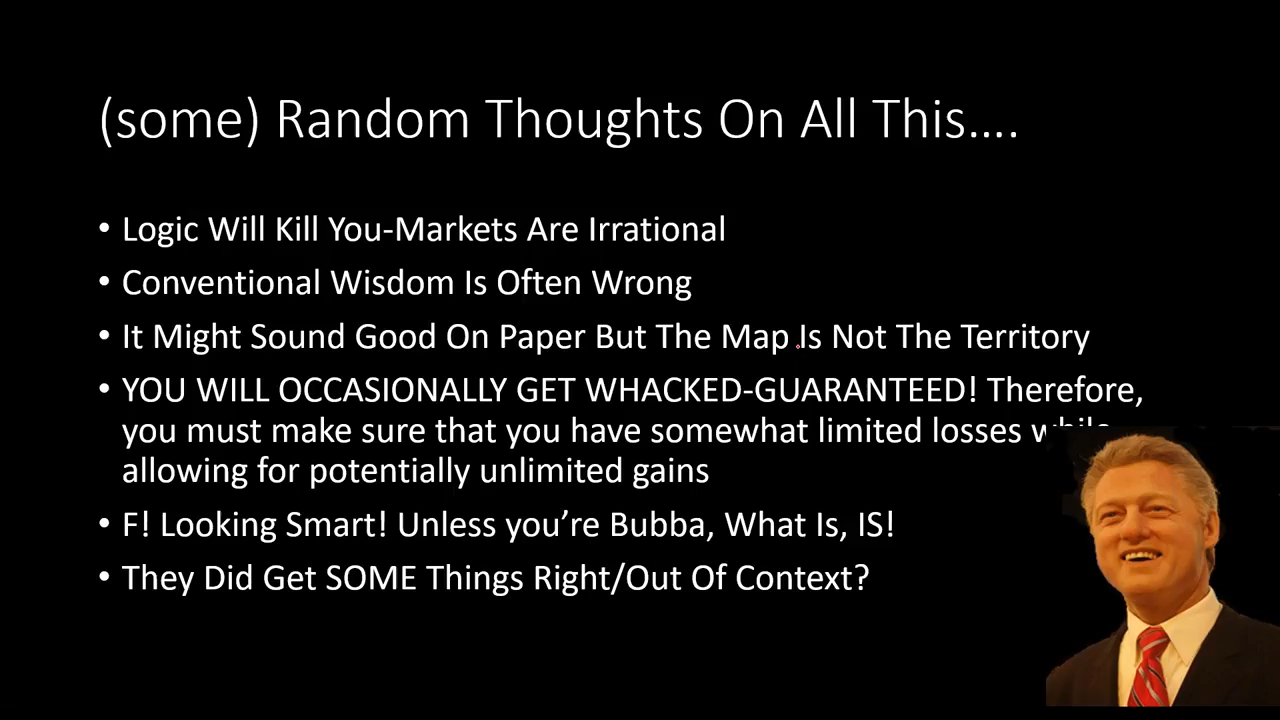 (some) Random Thoughts On All This....
• Logic Will Kill You-Markets Are Irrational
• Conventional Wisdom Is Often Wrong
• It Might Sound Good On Paper But The Map Is Not The Territory
• YOU WILL OCCASIONALLY GET WHACKED-GUARANTEED! Therefore,
you must make sure that you have somewhat limited losses while
allowing for potentially unlimited gains
• F! Looking Smart! Unless you’re Bubba, What Is, IS!
• They Did Get SOME Things Right/Out Of Context?